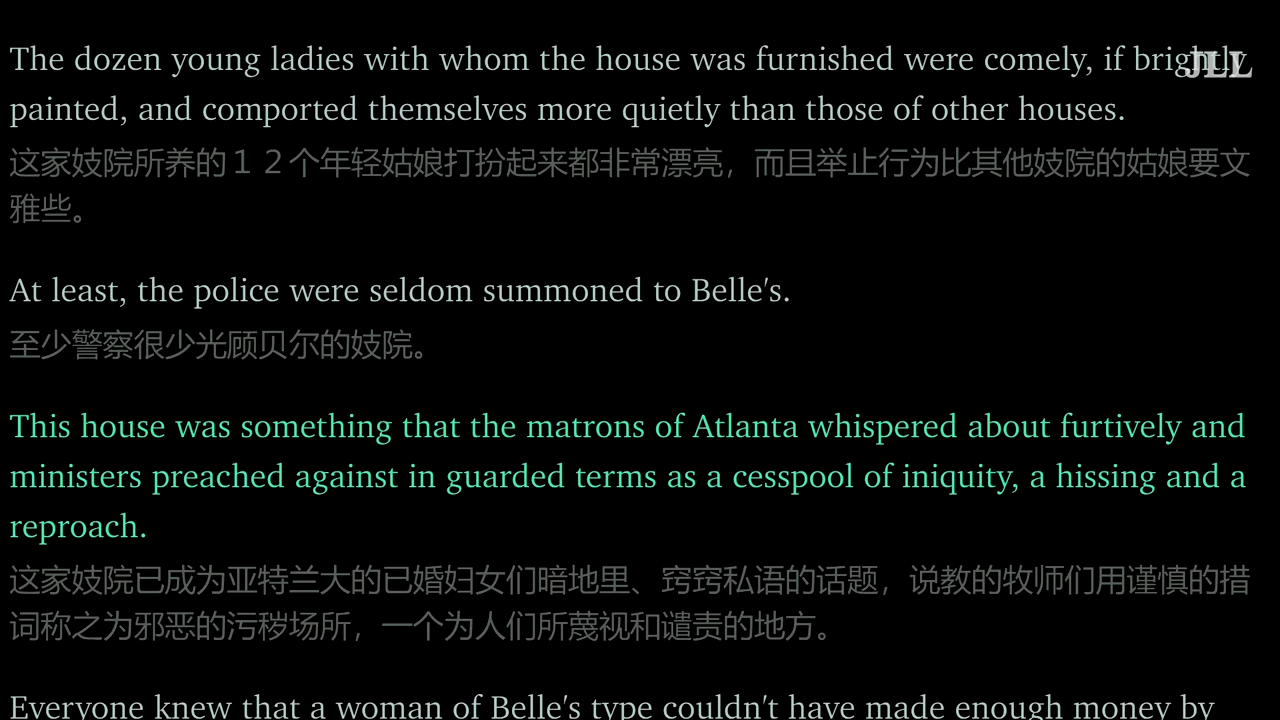 The dozen young ladies with whom the house was furnished were comely, if brightly
JLL
painted, and comported themselves more quietly than those of other houses.
这家妓院所养的１２个年轻姑娘打扮起来都非常漂亮，而且举止行为比其他妓院的姑娘要文
雅些。
At least, the police were seldom summoned to Belle's.
至少警察很少光顾贝尔的妓院。
This house was something that the matrons of Atlanta whispered about furtively and
ministers preached against in guarded terms as a cesspool of iniquity, a hissing and a
reproach.
这家妓院已成为亚特兰大的已婚妇女们暗地里、窍窍私语的话题，说教的牧师们用谨慎的措
词称之为邪恶的污秽场所，一个为人们所蔑视和谴责的地方。
Everyone knew that a woman of Belle's type couldn't have made enough money by